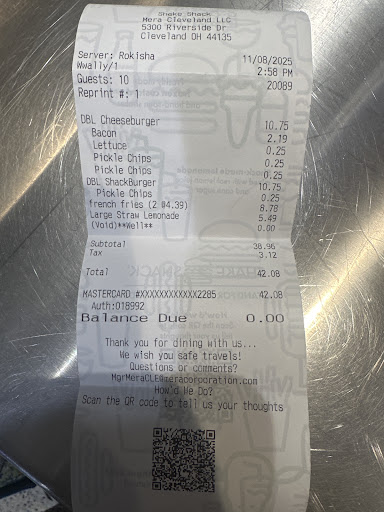 Shake Shack
Mera Cleveland LLC
5300 Riverside Dr
Cleveland OH 44135
Server: Rokisha 11/08/2025
Wwally/1 2:58 PM
Guests: 10 20089
Reprint #: 1
DBL Cheeseburger 10.75
Bacon 2.19
Lettuce 0.25
Pickle Chips 0.25
Pickle Chips 0.25
DBL ShackBurger 10.75
Pickle Chips 0.25
french fries (2 @4.39) 8.78
Large Straw Lemonade 5.49
(Void)**Well** 0.00
Subtotal 38.96
Tax 3.12
Total 42.08
MASTERCARD #XXXXXXXXXXXX2285 42.08
Auth:018992
Balance Due 0.00
Thank you for dining with us...
We wish you safe travels!
Questions or comments?
MgrMeraCLE@meracorporation.com
How'd We Do?
Scan the QR code to tell us your thoughts